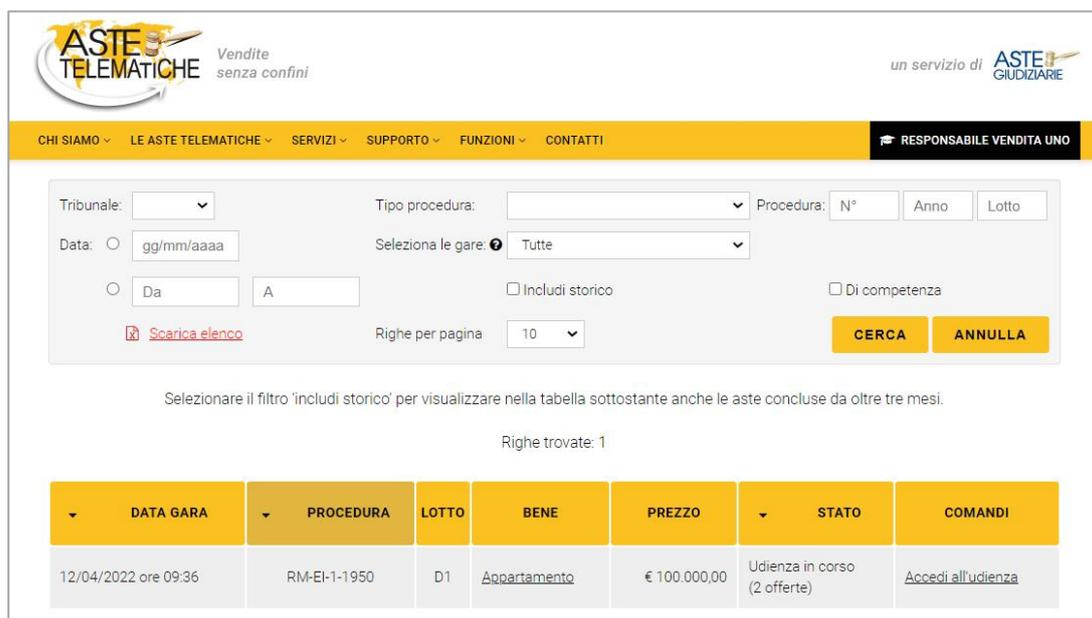 ASTE
TELEMATICHE
Vendite
senza confini
un servizio di
ASTE
GIUDIZIARIE
CHI SIAMO LE ASTE TELEMATICHE SERVIZI SUPPORTO FUNZIONI CONTATTI RESPONSABILE VENDITA UNO
Tribunale: Tipo procedura: Procedura: N° Anno Lotto
Data: gg/mm/aaaa Seleziona le gare: ? Tutte
Da A Includi storico Di competenza
Scarica elenco Righe per pagina 10 CERCA ANNULLA
Selezionare il filtro 'includi storico' per visualizzare nella tabella sottostante anche le aste concluse da oltre tre mesi.
Righe trovate: 1
DATA GARA PROCEDURA LOTTO BENE PREZZO STATO COMANDI
12/04/2022 ore 09:36 RM-EI-1-1950 D1 Appartamento € 100.000,00 Udienza in corso Accedi all'udienza
(2 offerte)